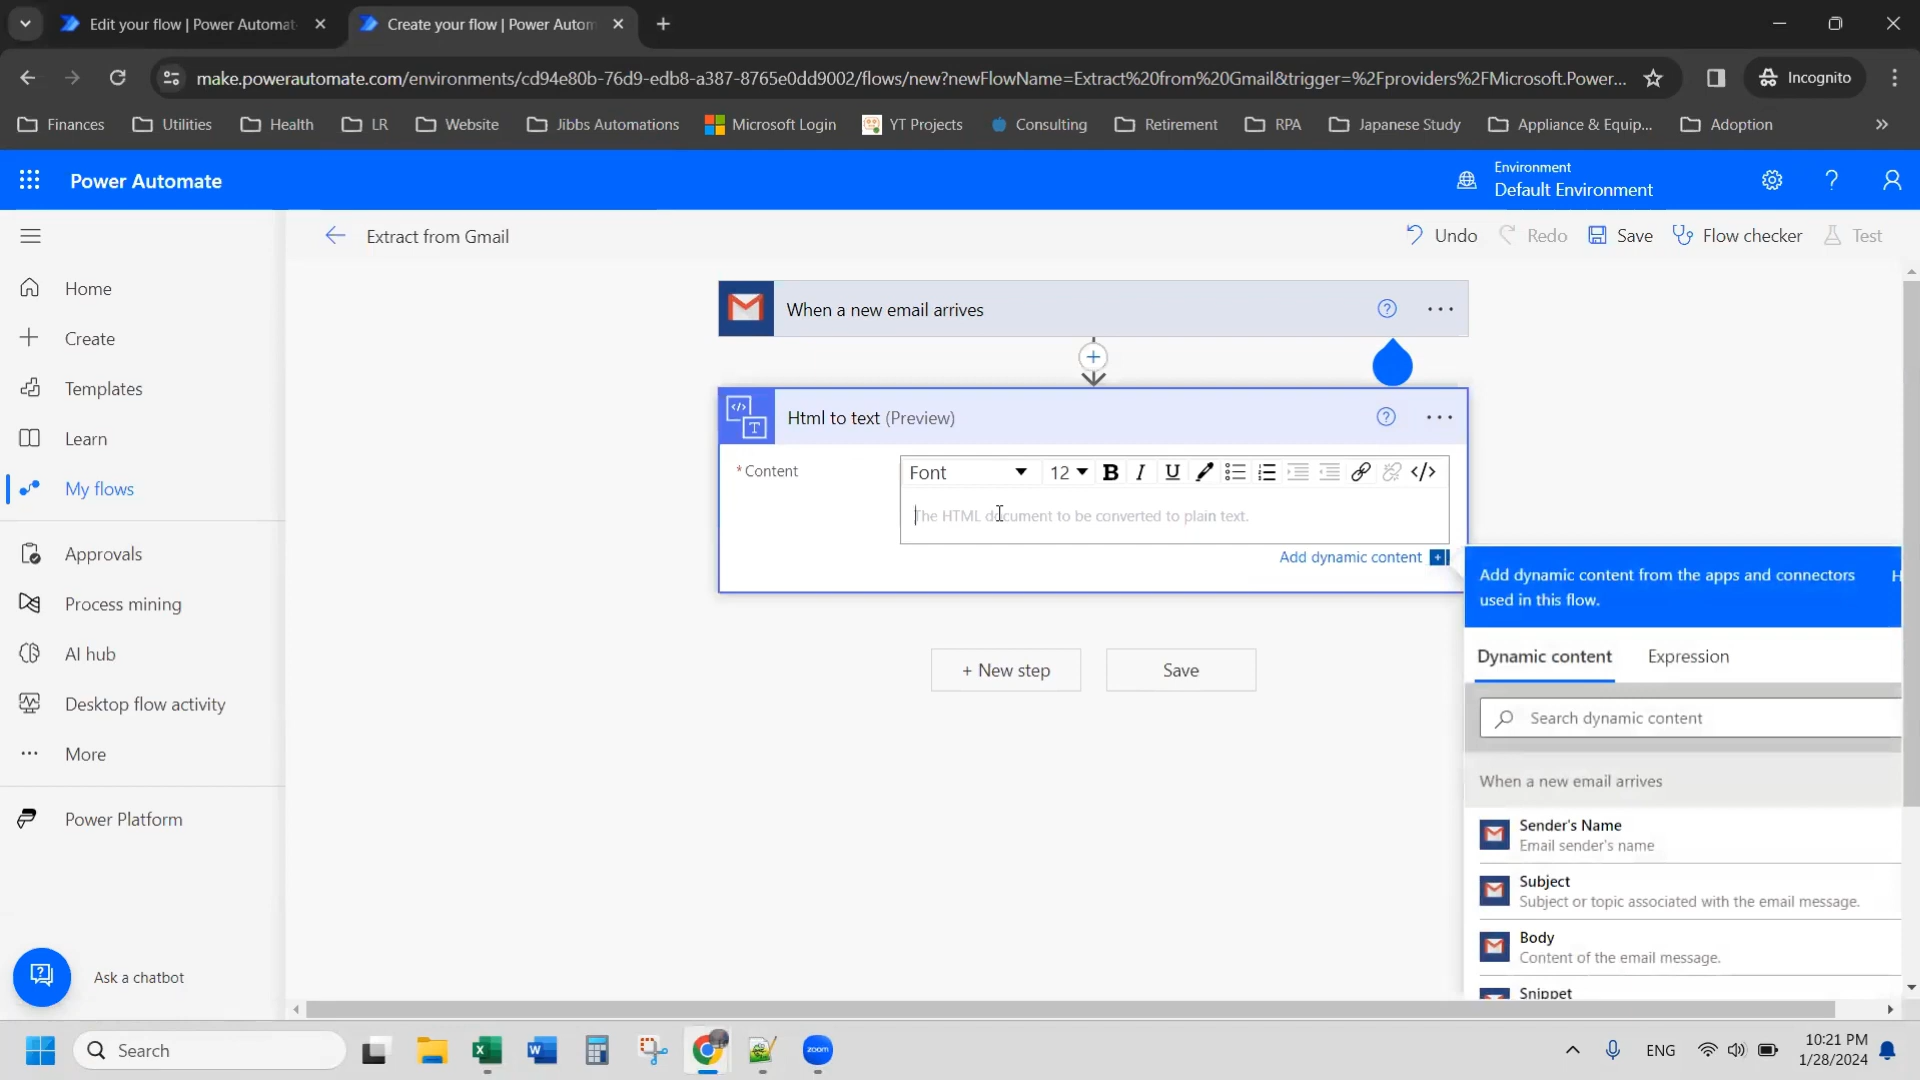 Edit your flow | Power Automat
Create your flow | Power Autom
make.powerautomate.com/environments/cd94e80b-76d9-edb8-a387-8765e0dd9002/flows/new?newFlowName=Extract%20from%20Gmail&trigger=%2Fproviders%2FMicrosoft.Power...
Incognito
Finances
Utilities
Health
LR
Website
Jibbs Automations
Microsoft Login
YT Projects
Consulting
Retirement
RPA
Japanese Study
Appliance & Equip...
Adoption
»
Power Automate
Environment
Default Environment
?
Extract from Gmail
Undo
Redo
Save
Flow checker
Test
Home
Create
Templates
Learn
My flows
Approvals
Process mining
AI hub
Desktop flow activity
More
Power Platform
Ask a chatbot
When a new email arrives
?
...
Html to text (Preview)
?
...
* Content
Font
12
B I U
</>
The HTML document to be converted to plain text.
Add dynamic content +
+ New step
Save
Add dynamic content from the apps and connectors
used in this flow.
H
Dynamic content
Expression
Search dynamic content
When a new email arrives
Sender's Name
Email sender's name
Subject
Subject or topic associated with the email message.
Body
Content of the email message.
Snippet
Search
zoom
ENG
10:21 PM
1/28/2024